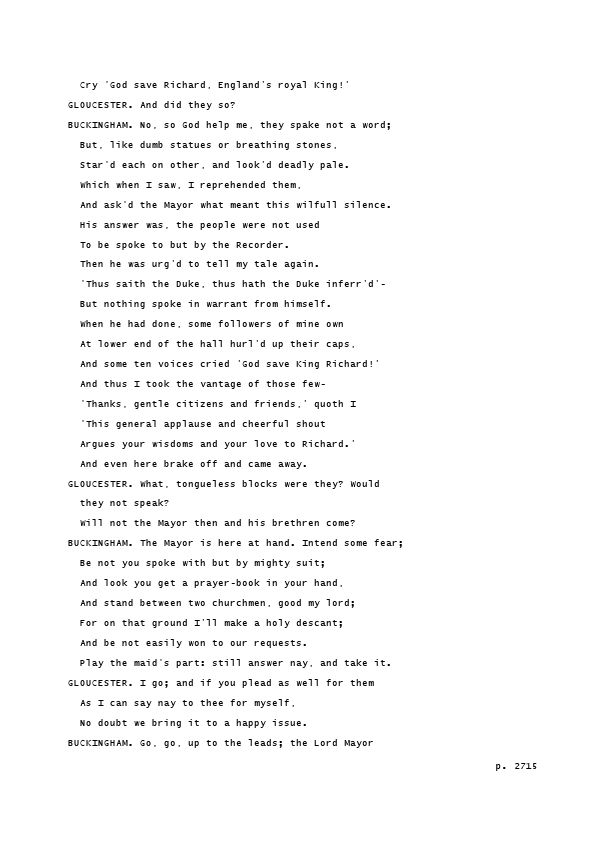 Cry 'God save Richard, England's royal King!'
GLOUCESTER. And did they so?
BUCKINGHAM. No, so God help me, they spake not a word;
But, like dumb statues or breathing stones,
Star'd each on other, and look'd deadly pale.
Which when I saw, I reprehended them,
And ask'd the Mayor what meant this wilfull silence.
His answer was, the people were not used
To be spoke to but by the Recorder.
Then he was urg'd to tell my tale again.
'Thus saith the Duke, thus hath the Duke inferr'd'-
But nothing spoke in warrant from himself.
When he had done, some followers of mine own
At lower end of the hall hurl'd up their caps,
And some ten voices cried 'God save King Richard!'
And thus I took the vantage of those few-
'Thanks, gentle citizens and friends,' quoth I
'This general applause and cheerful shout
Argues your wisdoms and your love to Richard.'
And even here brake off and came away.
GLOUCESTER. What, tongueless blocks were they? Would
they not speak?
Will not the Mayor then and his brethren come?
BUCKINGHAM. The Mayor is here at hand. Intend some fear;
Be not you spoke with but by mighty suit;
And look you get a prayer-book in your hand,
And stand between two churchmen, good my lord;
For on that ground I'll make a holy descant;
And be not easily won to our requests.
Play the maid's part: still answer nay, and take it.
GLOUCESTER. I go; and if you plead as well for them
As I can say nay to thee for myself,
No doubt we bring it to a happy issue.
BUCKINGHAM. Go, go, up to the leads; the Lord Mayor
p. 2715